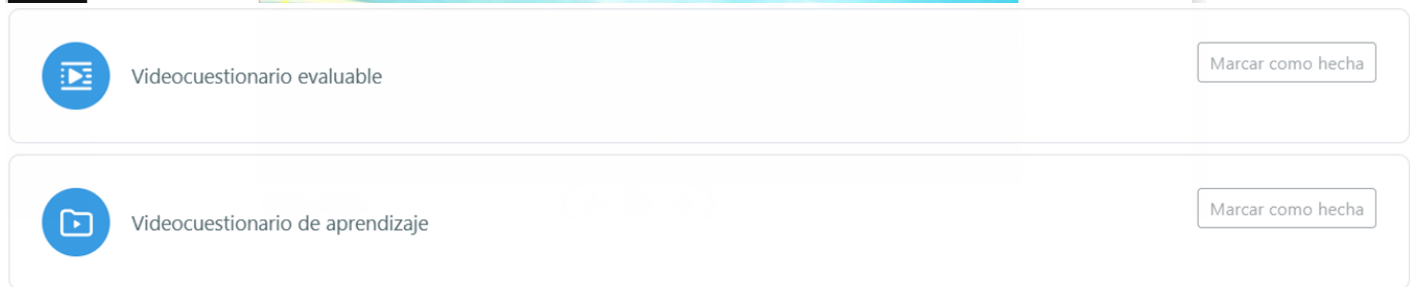 Videocuestionario evaluable
Marcar como hecha
Videocuestionario de aprendizaje
Marcar como hecha